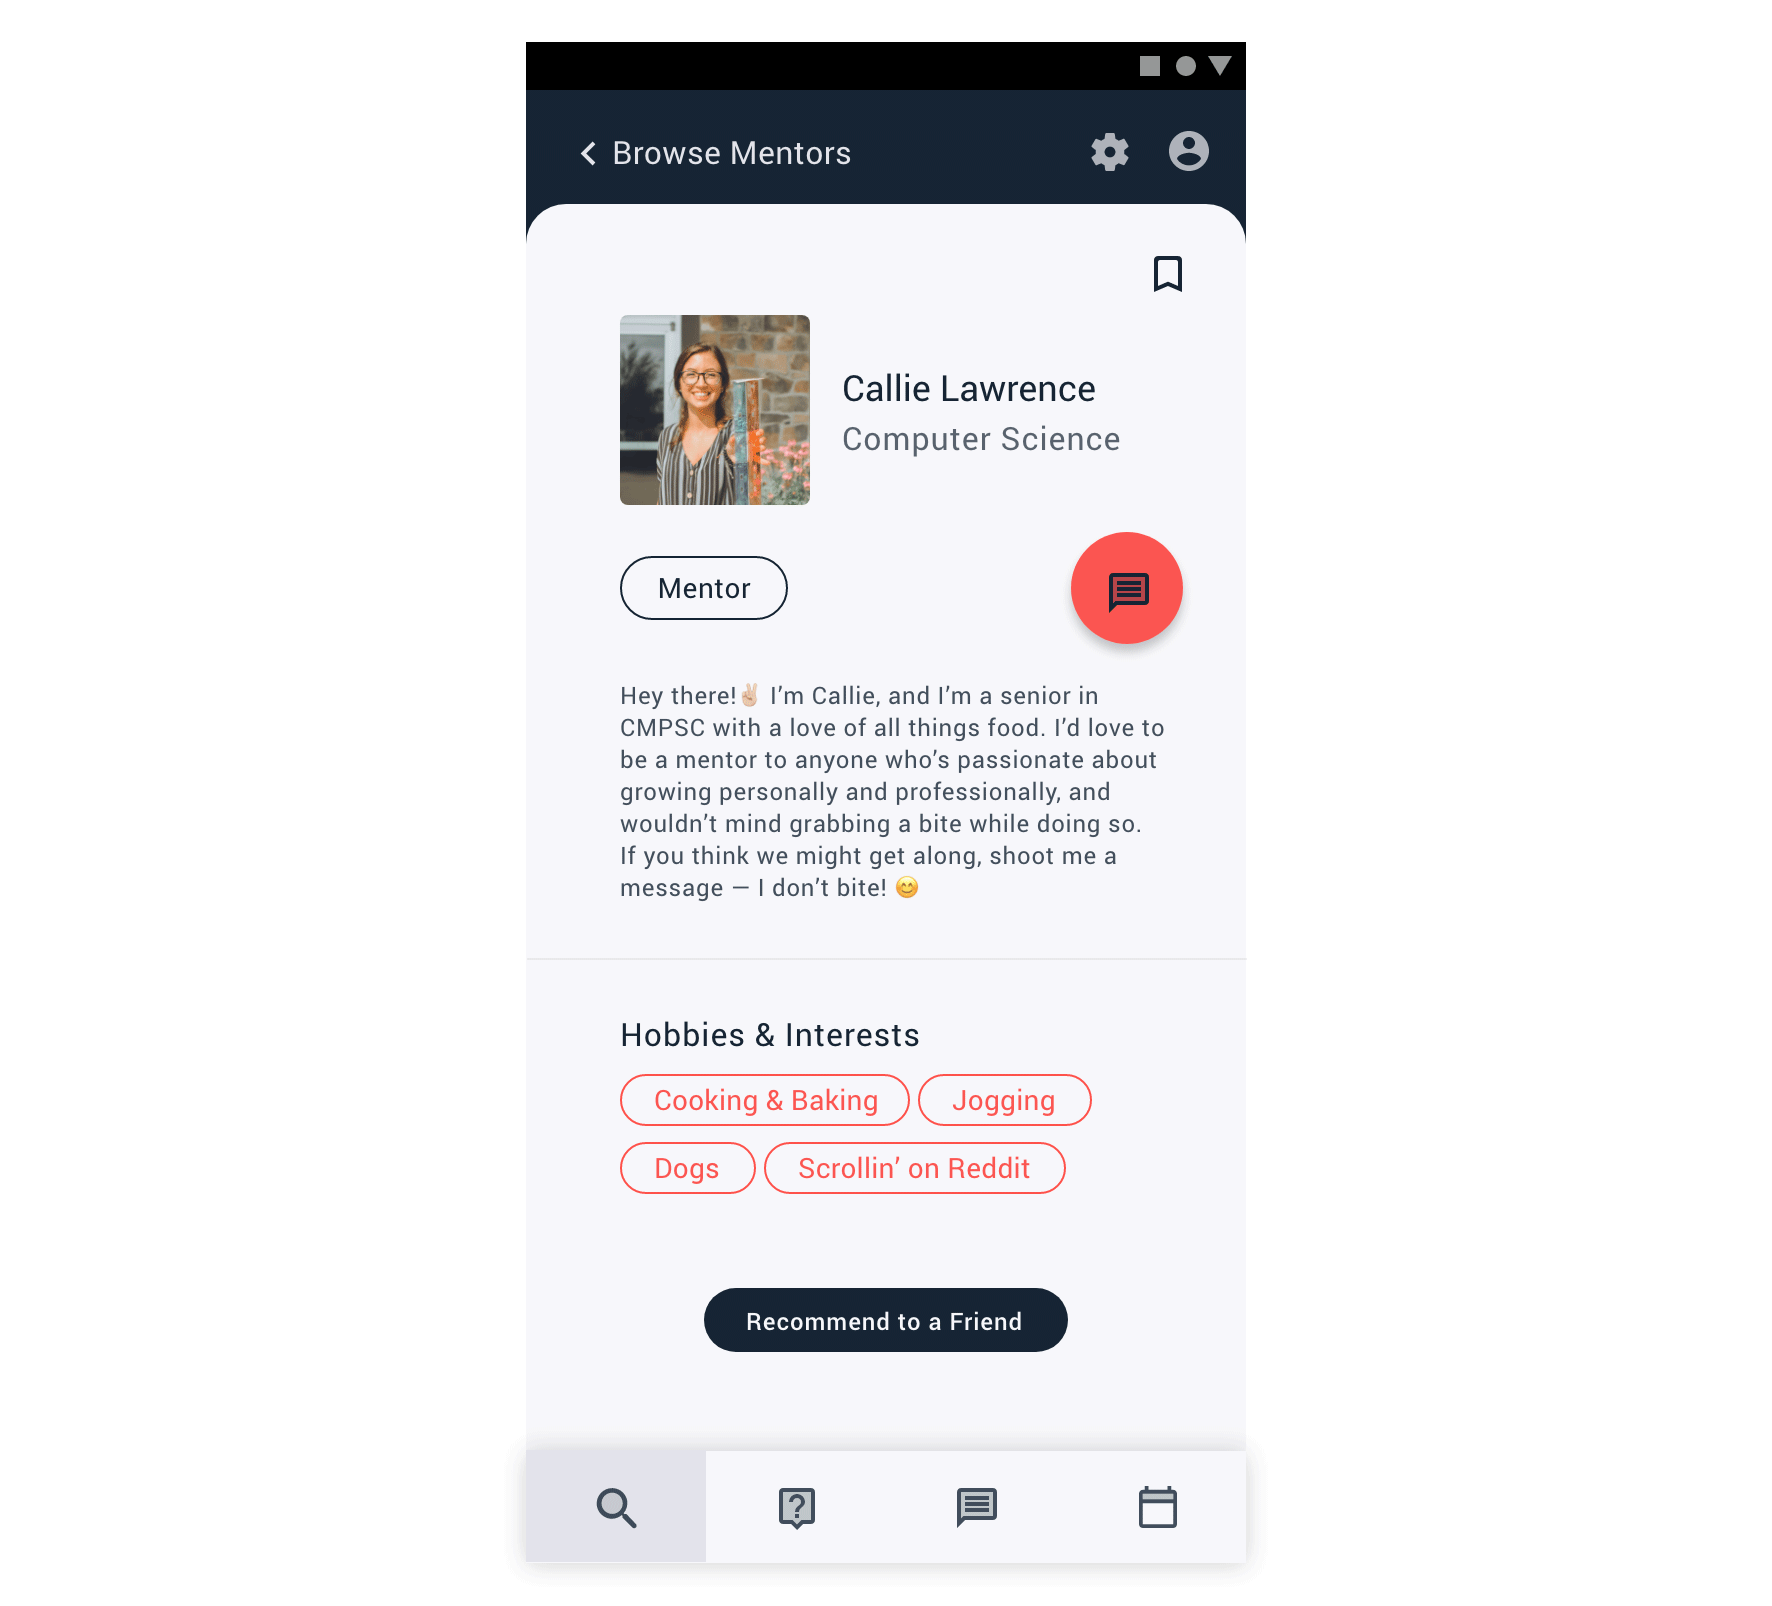 Browse Mentors
Callie Lawrence
Computer Science
Mentor
Hey there!✌🏼 I’m Callie, and I’m a senior in
CMPSC with a love of all things food. I’d love to
be a mentor to anyone who’s passionate about
growing personally and professionally, and
wouldn’t mind grabbing a bite while doing so.
If you think we might get along, shoot me a
message — I don’t bite! 😊
Hobbies & Interests
Cooking & Baking Jogging
Dogs Scrollin’ on Reddit
Recommend to a Friend